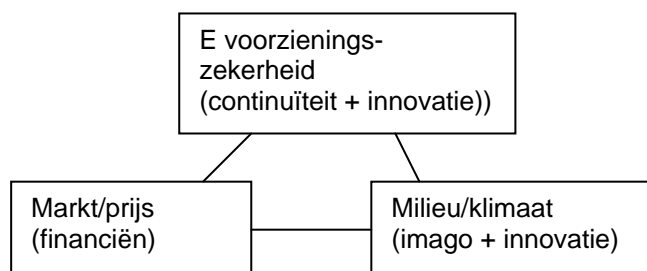 E voorzienings-
zekerheid
(continuïteit + innovatie))
Markt/prijs
(financiën)
Milieu/klimaat
(imago + innovatie)